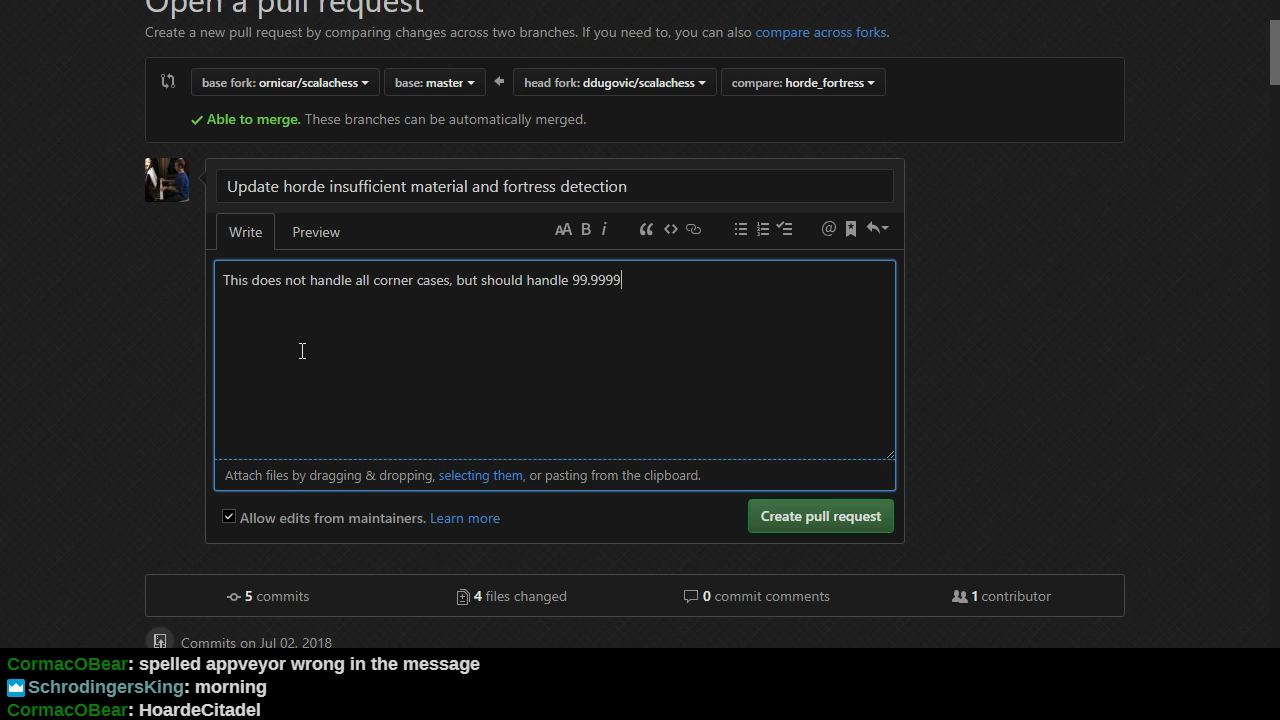 Open a pull request
Create a new pull request by comparing changes across two branches. If you need to, you can also compare across forks.
base fork: ornicar/scalachess base: master head fork: ddugovic/scalachess compare: horde_fortress
Able to merge. These branches can be automatically merged.
Update horde insufficient material and fortress detection
Write Preview AA B i
This does not handle all corner cases, but should handle 99.9999
Attach files by dragging & dropping, selecting them, or pasting from the clipboard.
Allow edits from maintainers. Learn more Create pull request
5 commits 4 files changed 0 commit comments 1 contributor
Commits on Jul 02, 2018
CormacOBear: spelled appveyor wrong in the message
SchrodingersKing: morning
CormacOBear: HoardeCitadel